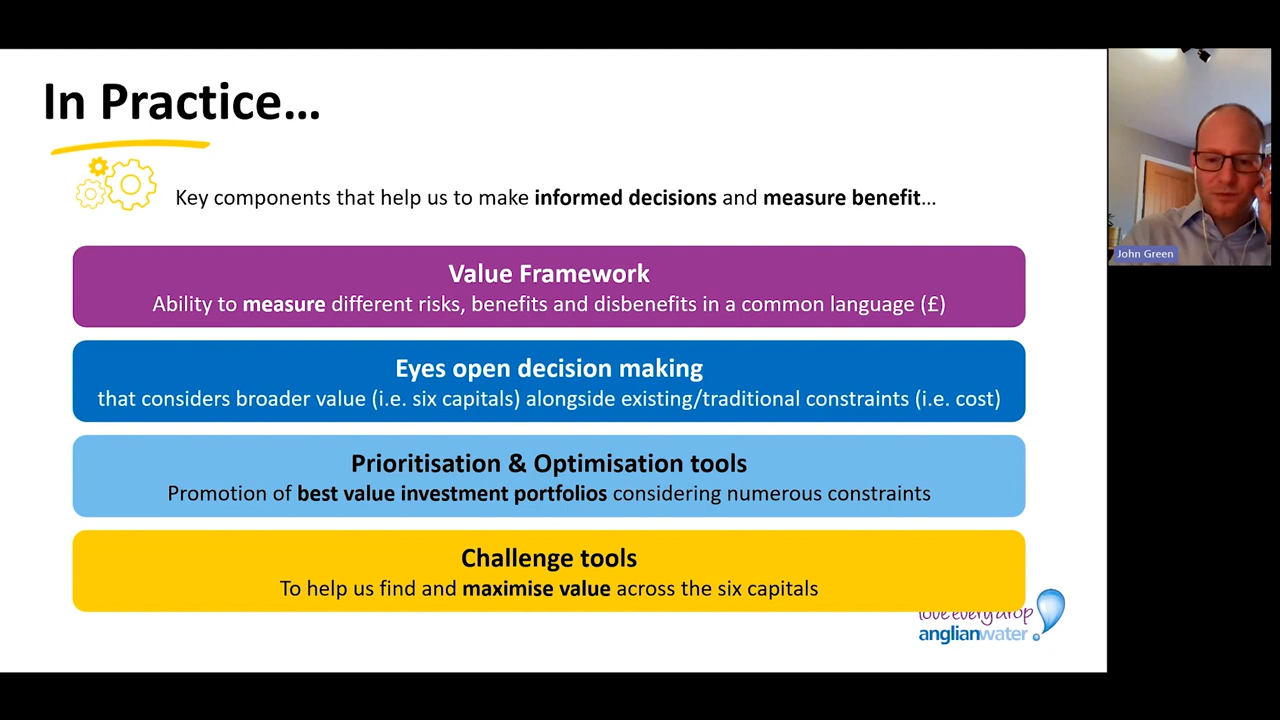 In Practice...
Key components that help us to make informed decisions and measure benefit...
Value Framework
Ability to measure different risks, benefits and disbenefits in a common language (£)
Eyes open decision making
that considers broader value (i.e. six capitals) alongside existing/traditional constraints (i.e. cost)
Prioritisation & Optimisation tools
Promotion of best value investment portfolios considering numerous constraints
Challenge tools
To help us find and maximise value across the six capitals
love every drop
anglianwater
John Green